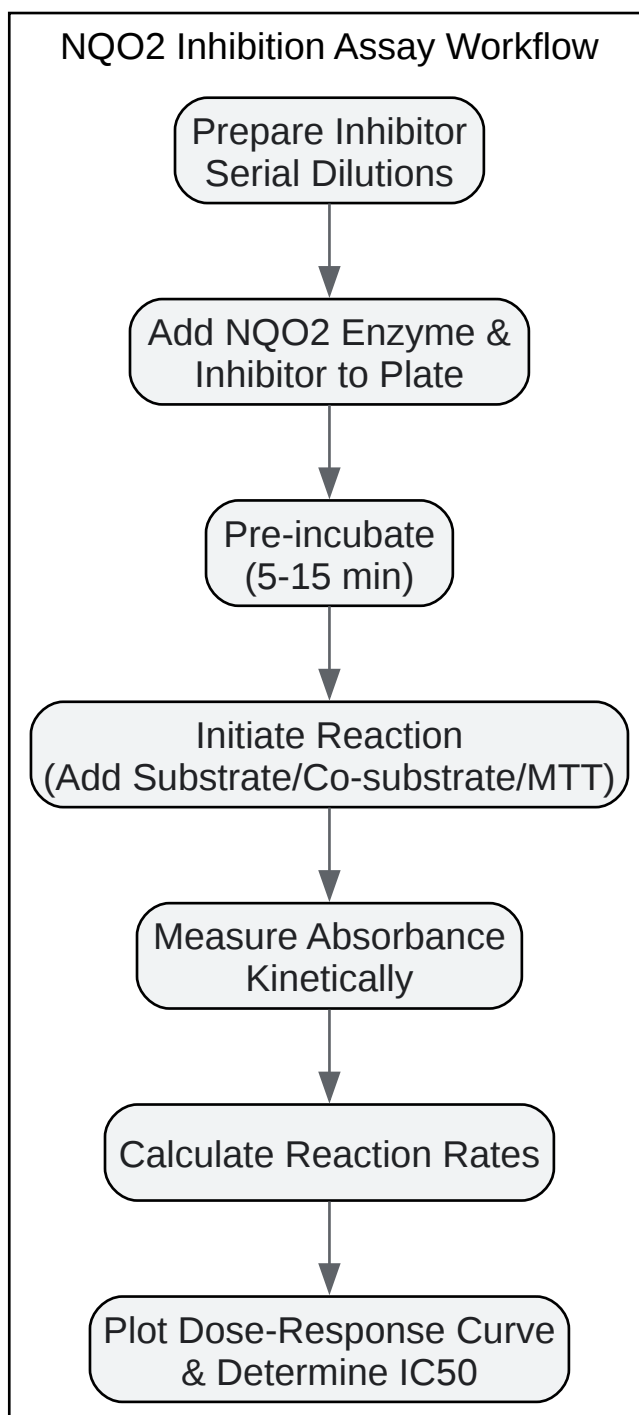 NQO2 Inhibition Assay Workflow
Prepare Inhibitor
Serial Dilutions
Add NQO2 Enzyme &
Inhibitor to Plate
Pre-incubate
(5-15 min)
Initiate Reaction
(Add Substrate/Co-substrate/MTT)
Measure Absorbance
Kinetically
Calculate Reaction Rates
Plot Dose-Response Curve
& Determine IC50